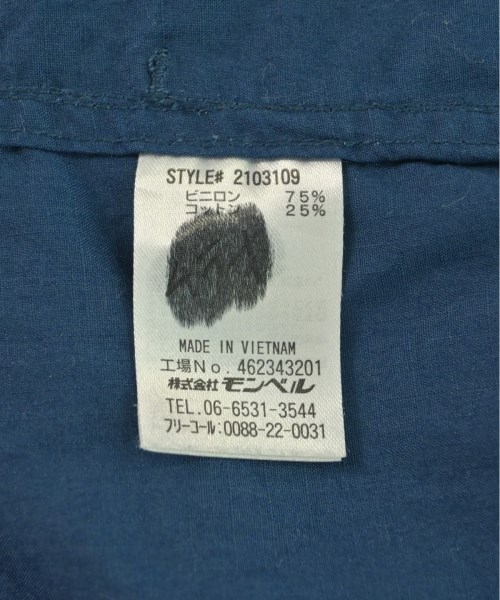 STYLE# 2103109
ビニロン 75%
コットン 25%
MADE IN VIETNAM
工場No.462343201
株式会社 モンベル
TEL.06-6531-3544
フリーコール:0088-22-0031